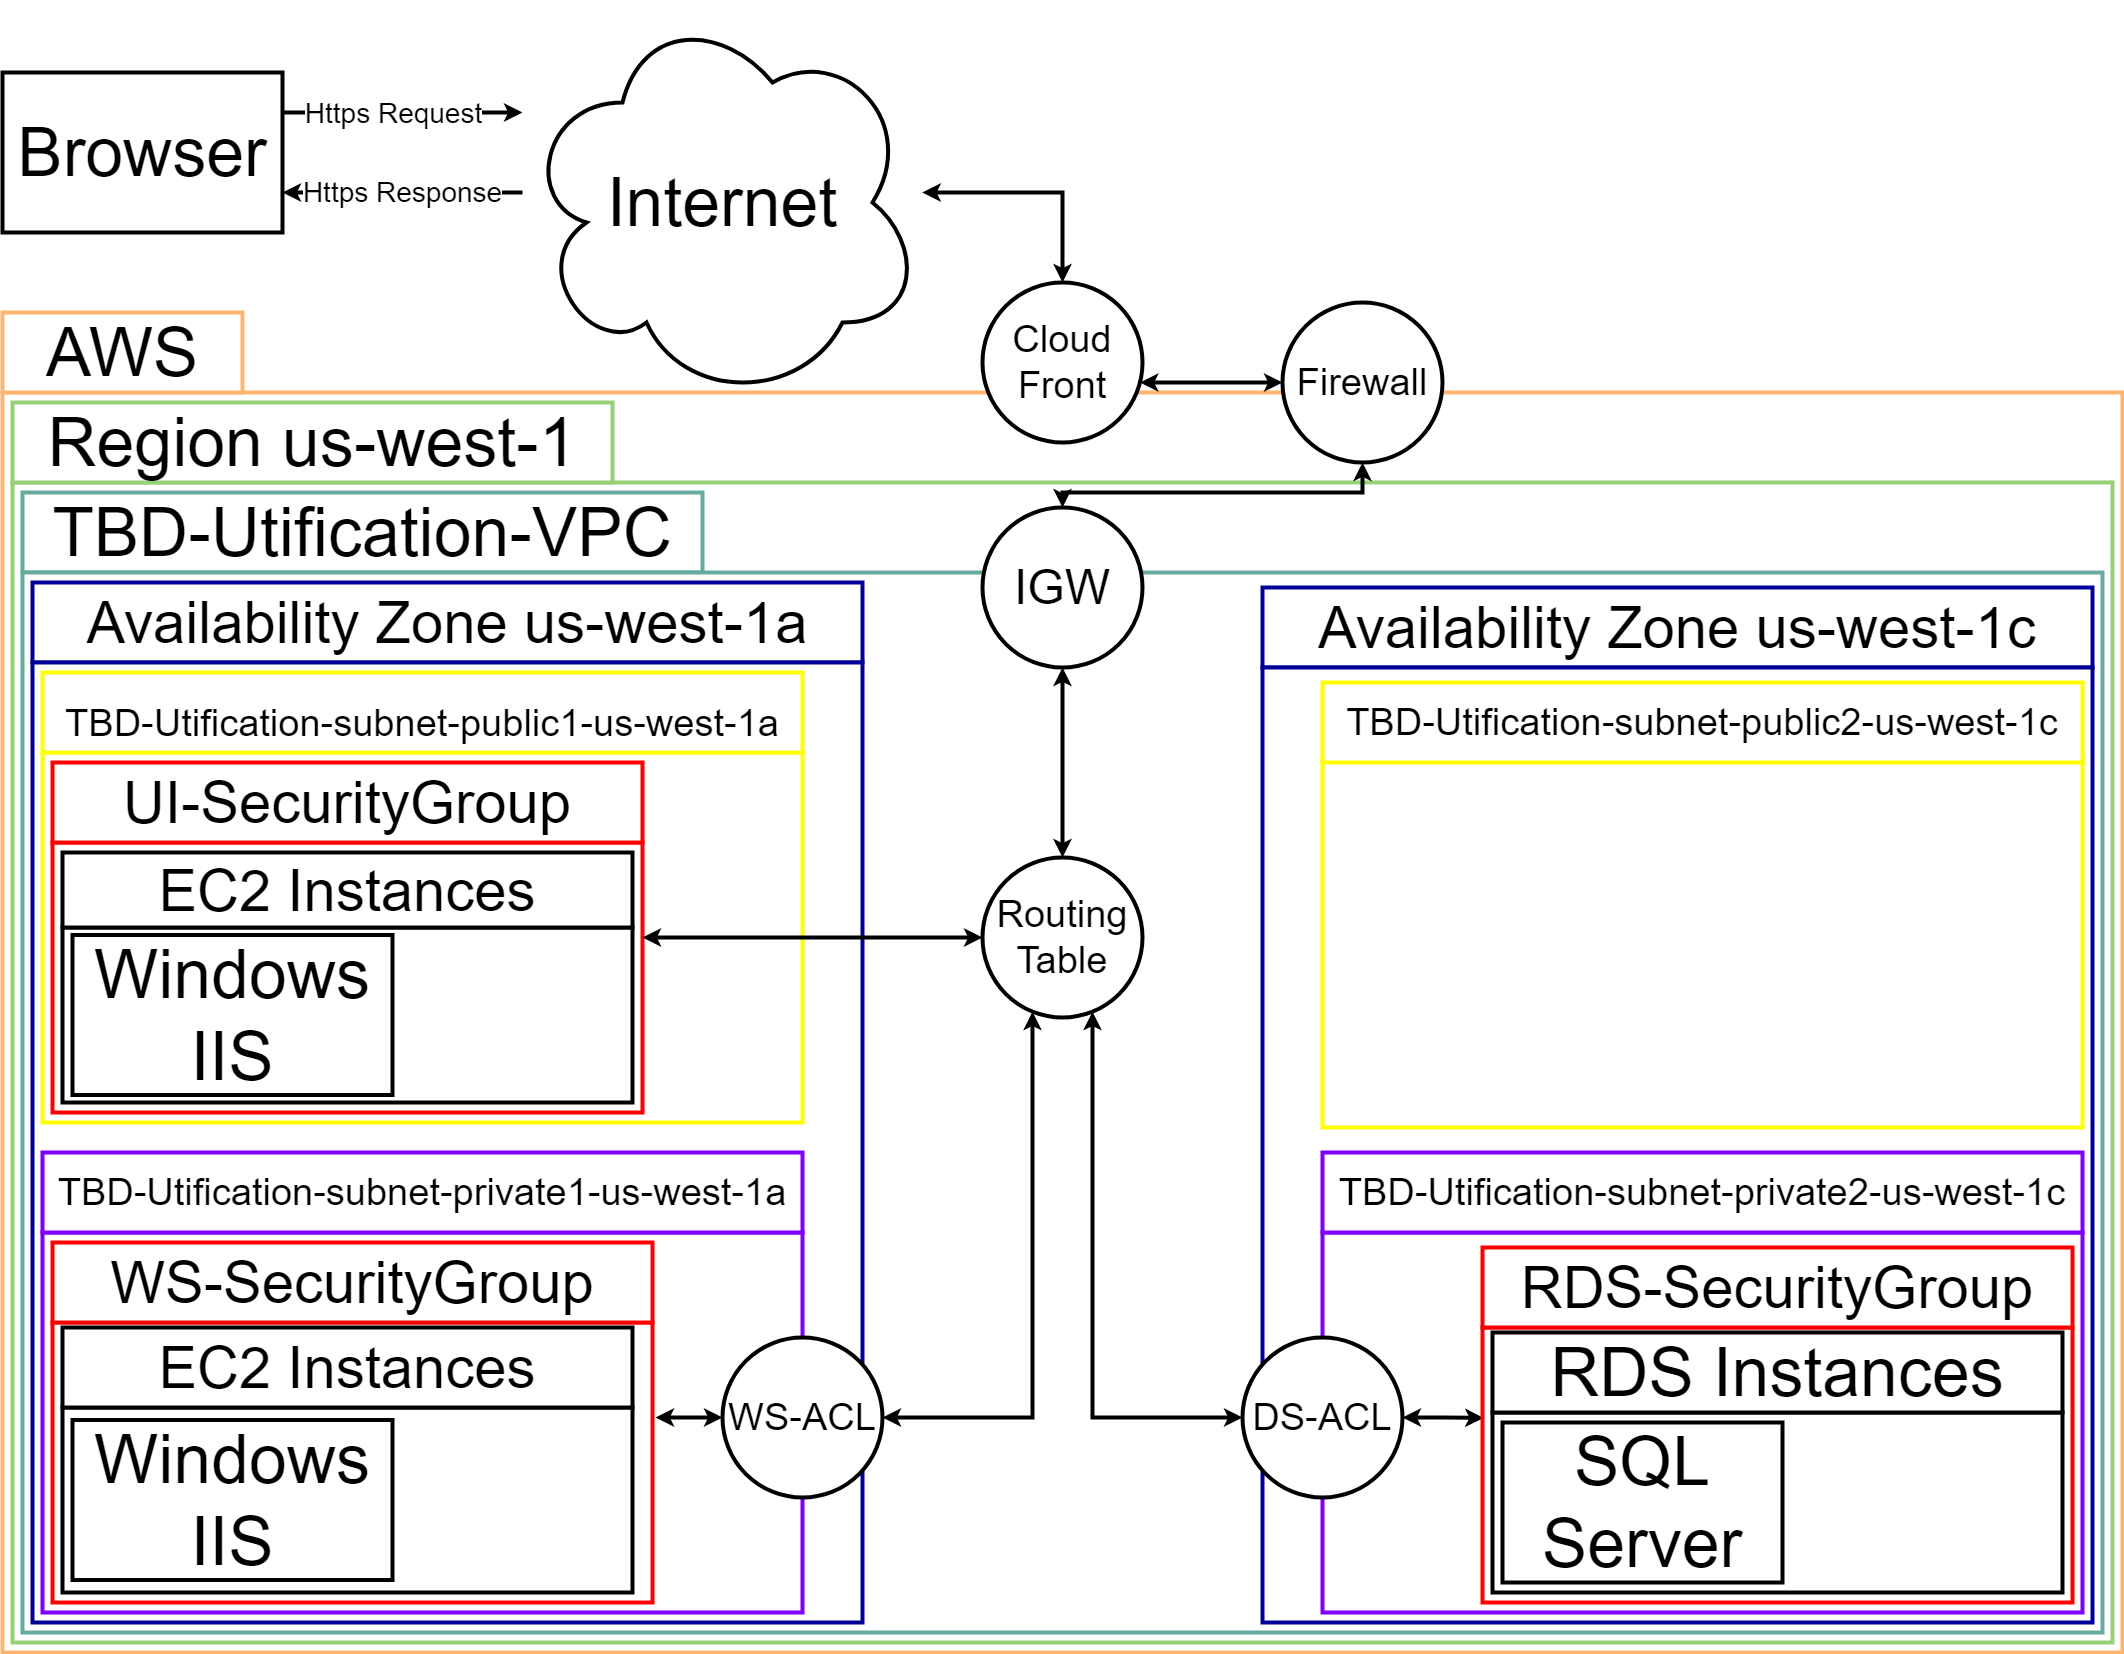 Browser
Https Request
Https Response
Internet
Cloud
Front
Firewall
AWS
Region us-west-1
TBD-Utification-VPC
IGW
Availability Zone us-west-1a
TBD-Utification-subnet-public1-us-west-1a
UI-SecurityGroup
EC2 Instances
Windows
IIS
Routing
Table
Availability Zone us-west-1c
TBD-Utification-subnet-public2-us-west-1c
TBD-Utification-subnet-private1-us-west-1a
WS-SecurityGroup
EC2 Instances
Windows
IIS
WS-ACL
TBD-Utification-subnet-private2-us-west-1c
DS-ACL
RDS-SecurityGroup
RDS Instances
SQL
Server